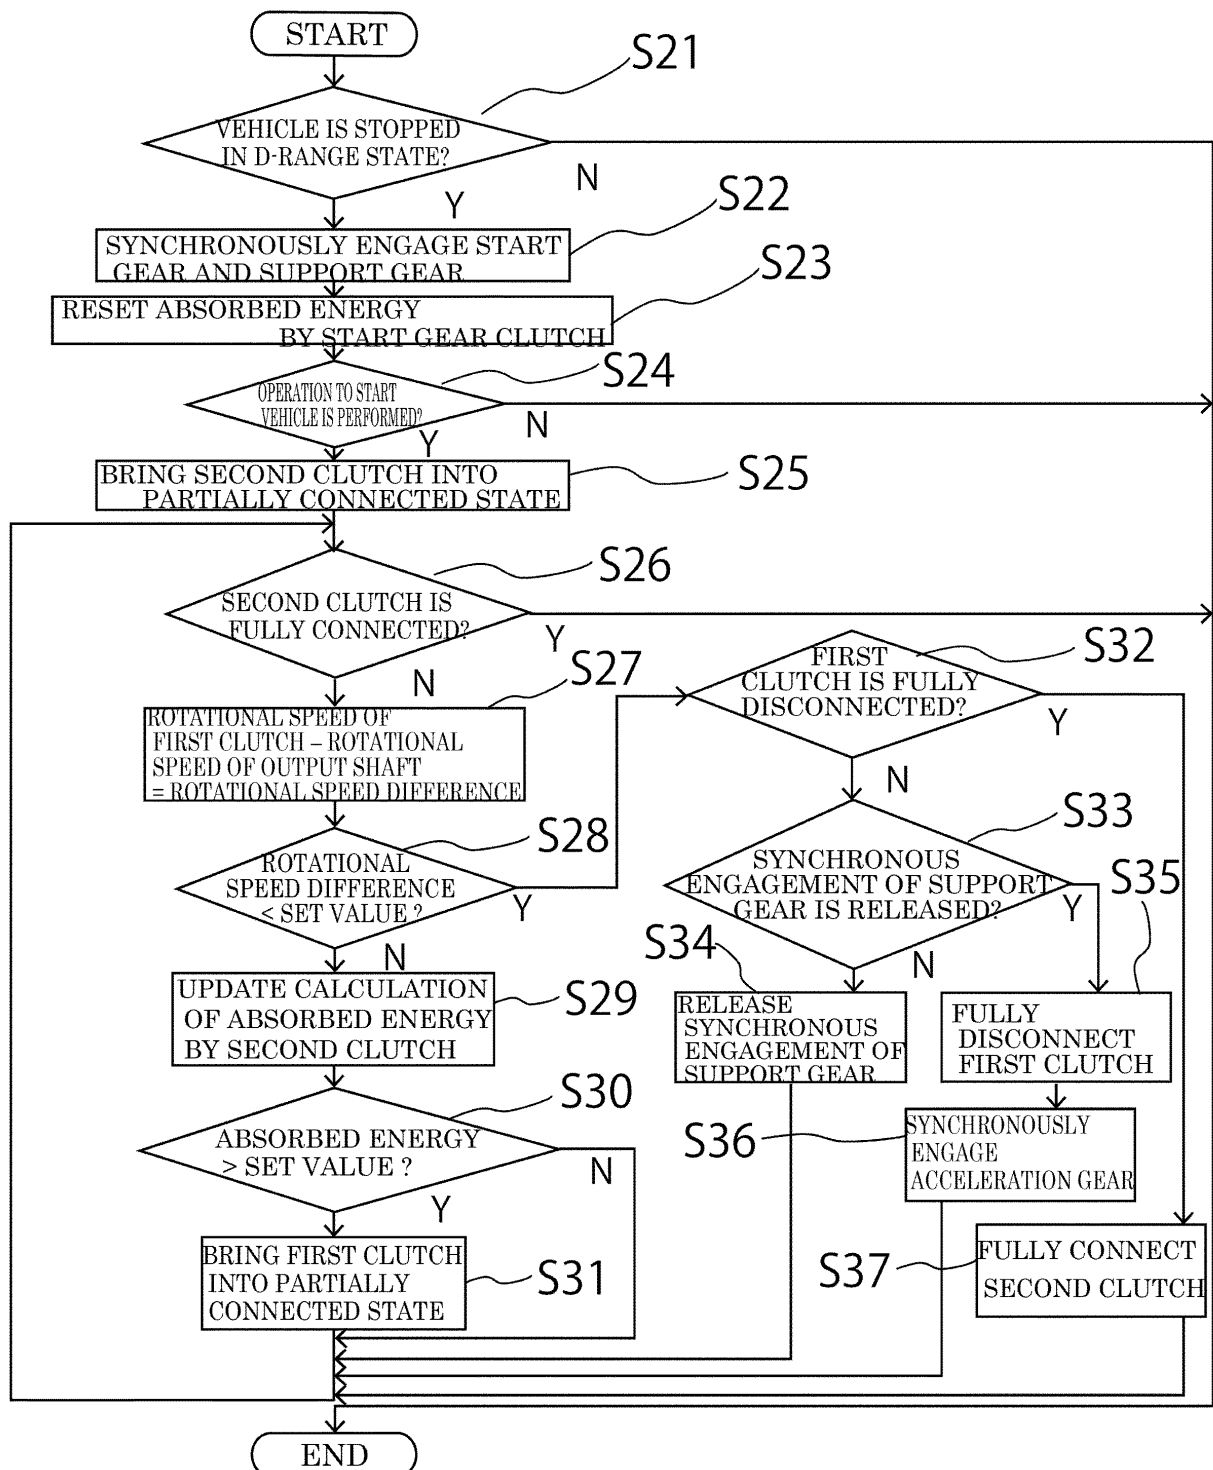 START
S21
VEHICLE IS STOPPED
IN D-RANGE STATE?
N
Y
S22
SYNCHRONOUSLY ENGAGE START
GEAR AND SUPPORT GEAR
S23
RESET ABSORBED ENERGY
BY START GEAR CLUTCH
S24
OPERATION TO START
VEHICLE IS PERFORMED?
N
Y
S25
BRING SECOND CLUTCH INTO
PARTIALLY CONNECTED STATE
S26
SECOND CLUTCH IS
FULLY CONNECTED?
Y
N
S27
ROTATIONAL SPEED OF
FIRST CLUTCH – ROTATIONAL
SPEED OF OUTPUT SHAFT
= ROTATIONAL SPEED DIFFERENCE
S28
ROTATIONAL
SPEED DIFFERENCE
< SET VALUE ?
Y
N
S29
UPDATE CALCULATION
OF ABSORBED ENERGY
BY SECOND CLUTCH
S30
ABSORBED ENERGY
> SET VALUE ?
N
Y
S31
BRING FIRST CLUTCH
INTO PARTIALLY
CONNECTED STATE
S32
FIRST
CLUTCH IS FULLY
DISCONNECTED?
Y
N
S33
SYNCHRONOUS
ENGAGEMENT OF SUPPORT
GEAR IS RELEASED?
Y
N
S34
RELEASE
SYNCHRONOUS
ENGAGEMENT OF
SUPPORT GEAR
S35
FULLY
DISCONNECT
FIRST CLUTCH
S36
SYNCHRONOUSLY
ENGAGE
ACCELERATION GEAR
S37
FULLY CONNECT
SECOND CLUTCH
END